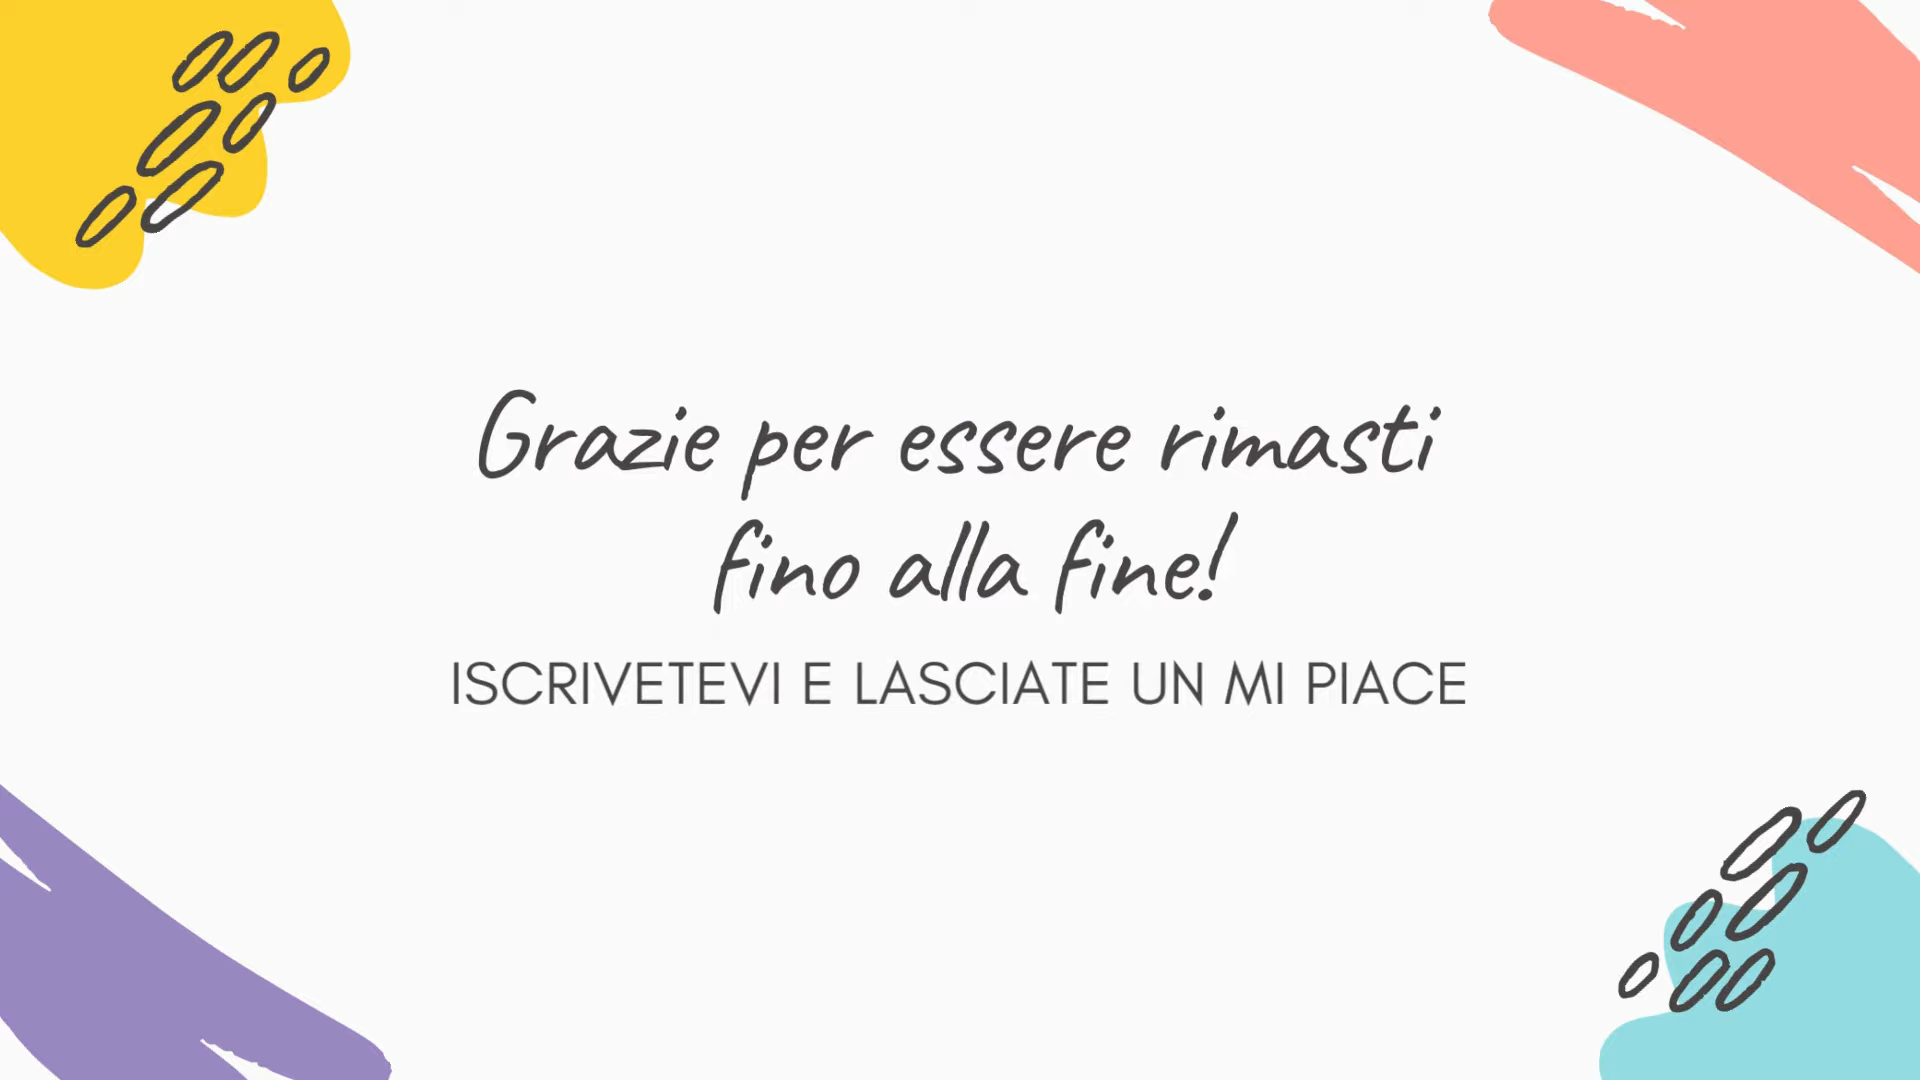 Grazie per essere rimasti
fino alla fine!
ISCRIVETEVI E LASCIATE UN MI PIACE